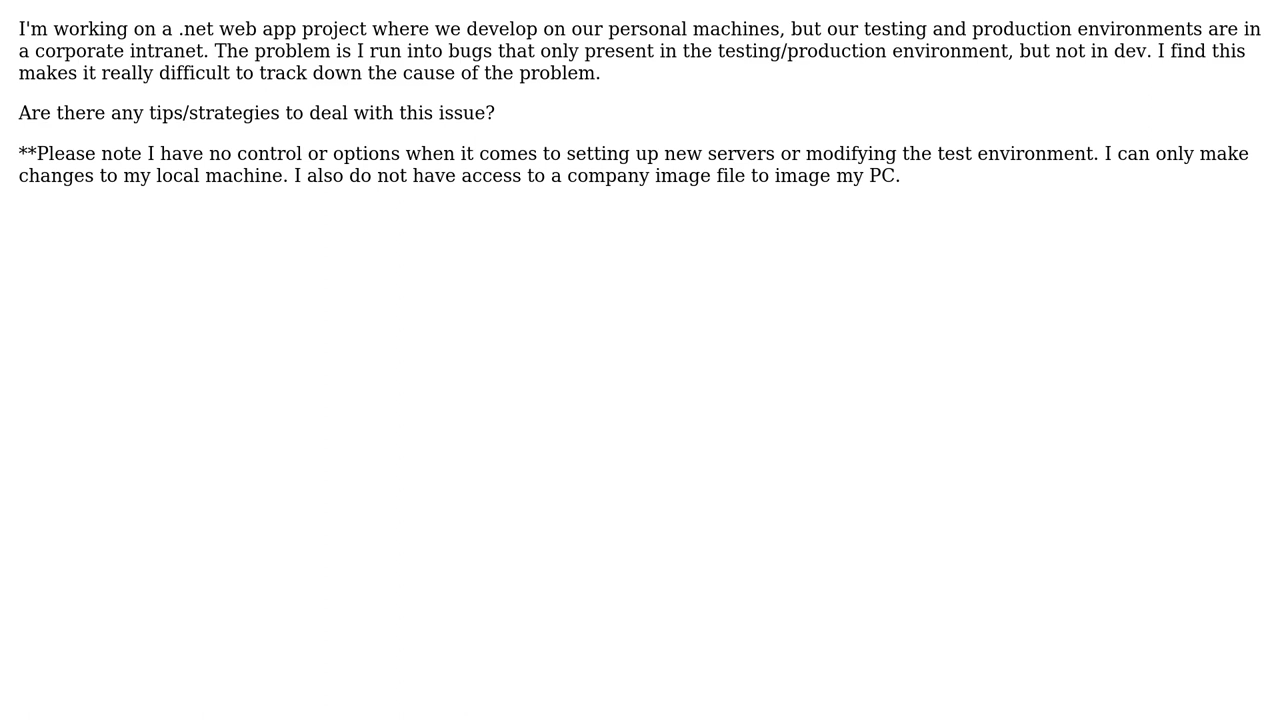 I'm working on a .net web app project where we develop on our personal machines, but our testing and production environments are in
a corporate intranet. The problem is I run into bugs that only present in the testing/production environment, but not in dev. I find this
makes it really difficult to track down the cause of the problem.
Are there any tips/strategies to deal with this issue?
**Please note I have no control or options when it comes to setting up new servers or modifying the test environment. I can only make
changes to my local machine. I also do not have access to a company image file to image my PC.